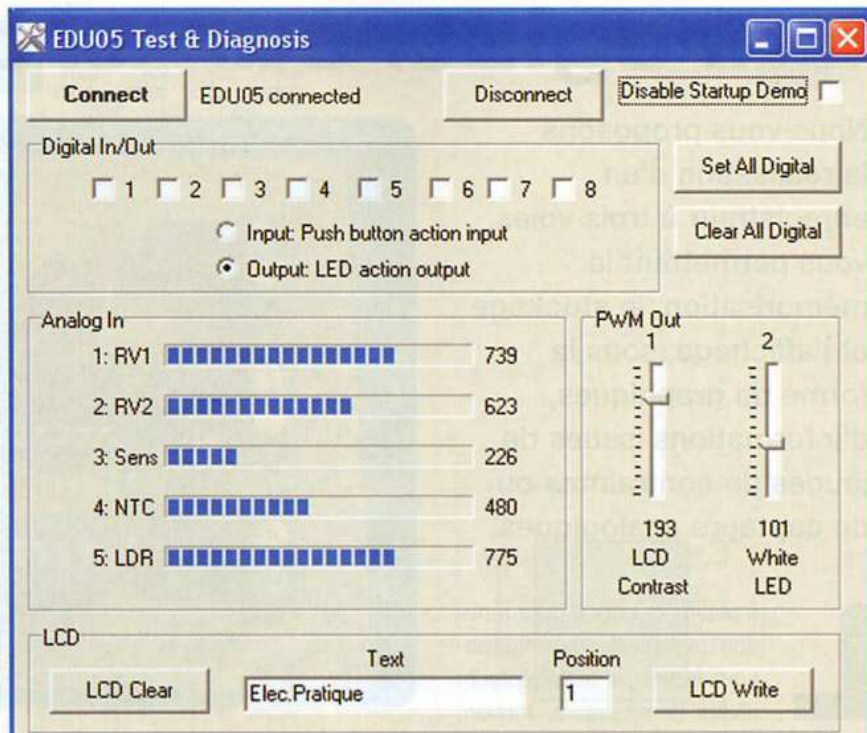 EDU05 Test & Diagnosis
Connect EDU05 connected Disconnect Disable Startup Demo
Digital In/Out
1 2 3 4 5 6 7 8
Set All Digital
Input: Push button action input
Output: LED action output
Clear All Digital
Analog In
1: RV1 739
2: RV2 623
3: Sens 226
4: NTC 480
5: LDR 775
PWM Out
1 2
193 101
LCD White
Contrast LED
LCD
Text Position
LCD Clear Elec.Pratique 1 LCD Write